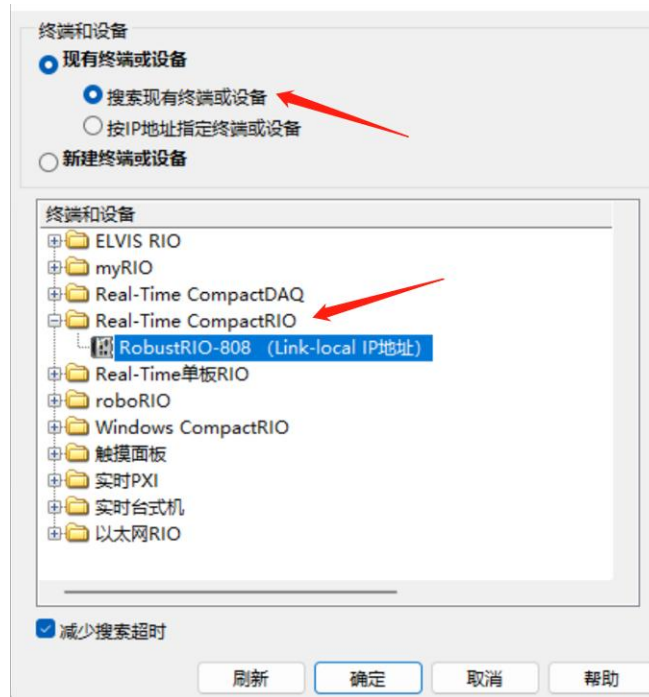 终端和设备
现有终端或设备
搜索现有终端或设备
按IP地址指定终端或设备
新建终端或设备
终端和设备
ELVIS RIO
myRIO
Real-Time CompactDAQ
Real-Time CompactRIO
RobustRIO-808 （Link-local IP地址）
Real-Time单板RIO
roboRIO
Windows CompactRIO
触摸面板
实时PXI
实时台式机
以太网RIO
减少搜索超时
刷新 确定 取消 帮助